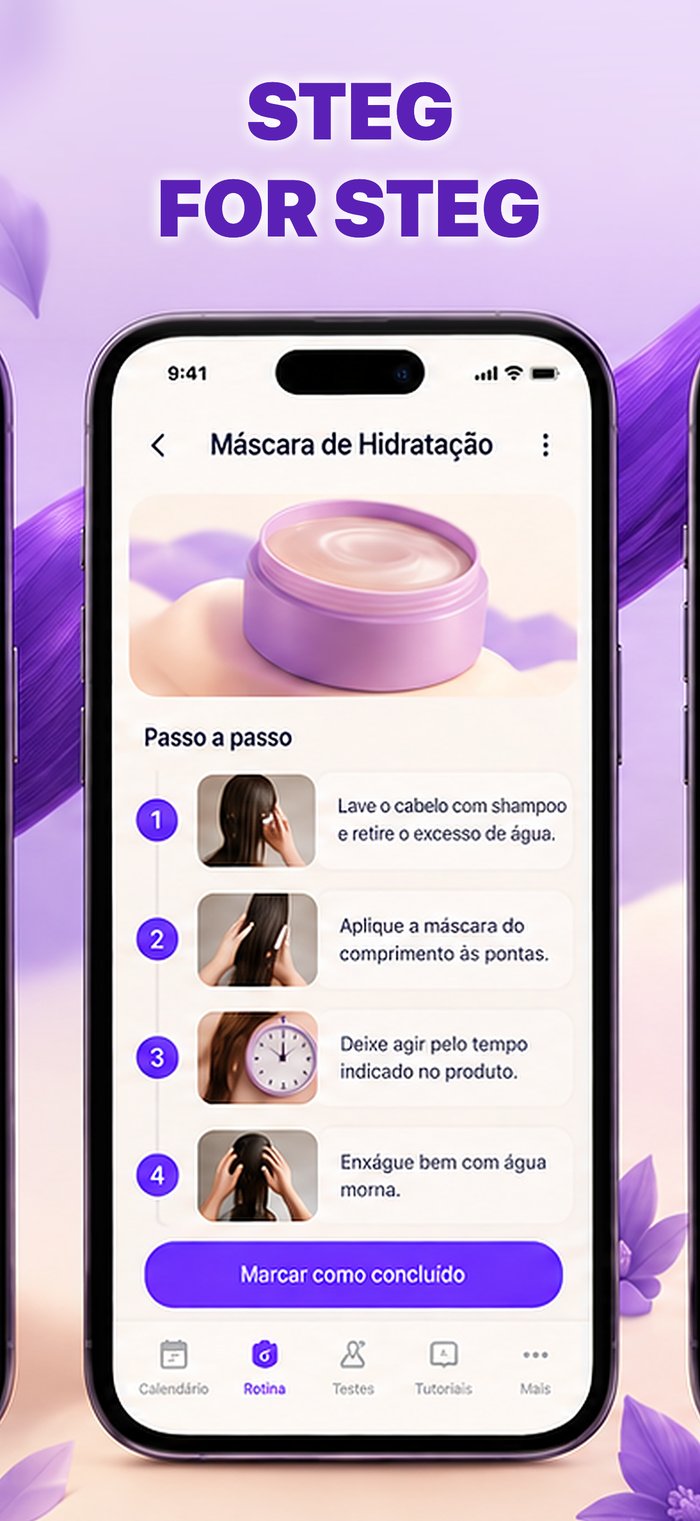 STEG
FOR STEG
9:41
Máscara de Hidratação
Passo a passo
1
Lave o cabelo com shampoo
e retire o excesso de água.
2
Aplique a máscara do
comprimento às pontas.
3
Deixe agir pelo tempo
indicado no produto.
4
Enxágue bem com água
morna.
Marcar como concluído
Calendário
Rotina
Testes
Tutoriais
Mais